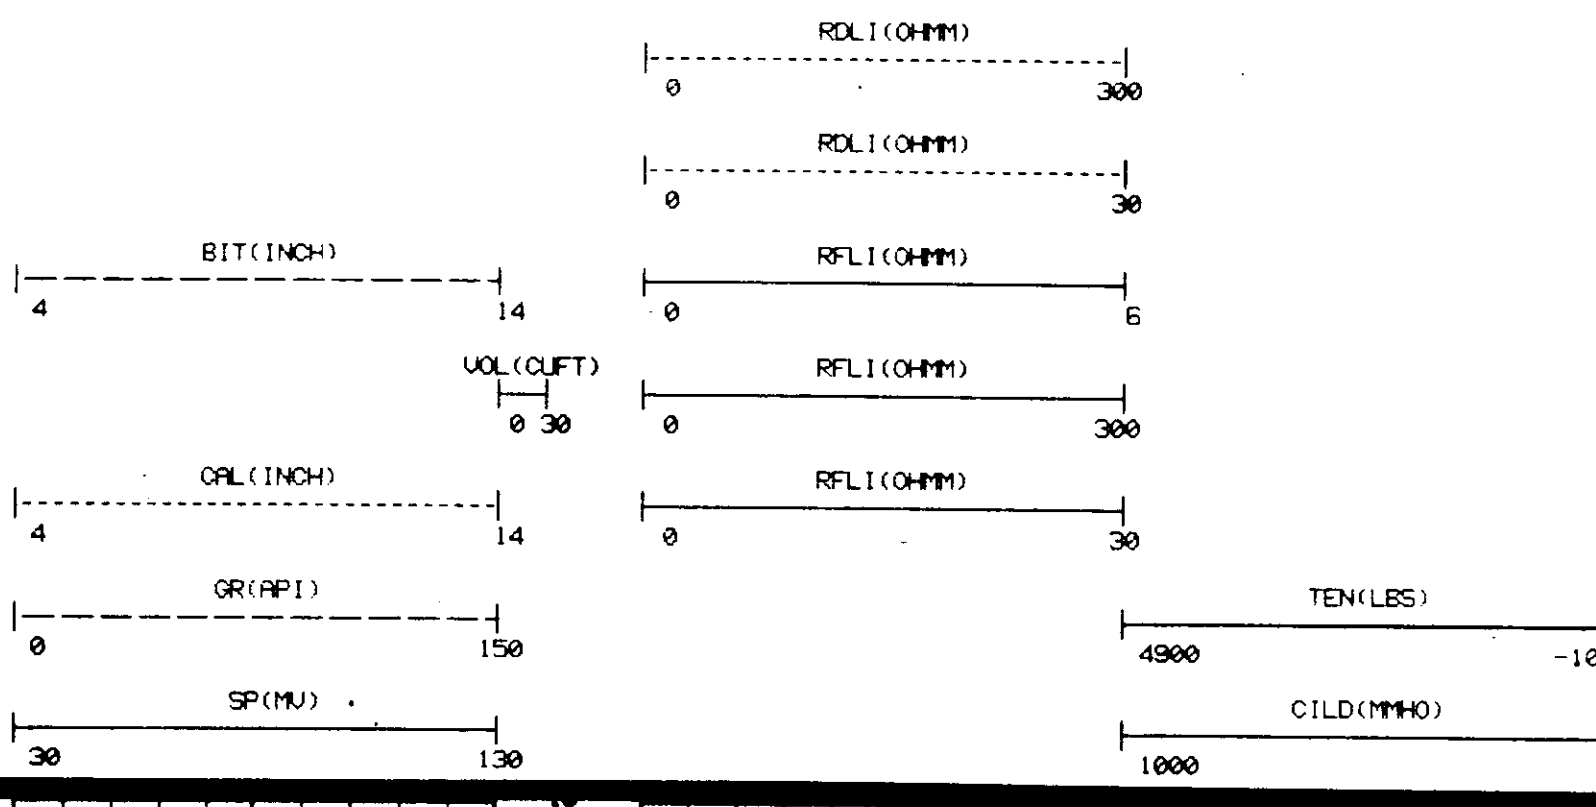 RDLI(OHMM)
0 300
RDLI(OHMM)
0 30
BIT(INCH) RFLI(OHMM)
4 14 0 6
VOL(CUFT) RFLI(OHMM)
0 30 0 300
CAL(INCH) RFLI(OHMM)
4 14 0 30
GR(API) TEN(LBS)
0 150 4900 -10
SP(MV) CILD(MMHO)
30 130 1000